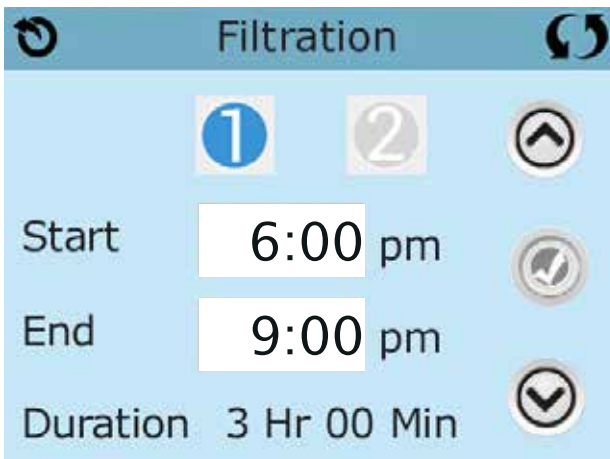 Filtration
1 2
Start 6:00 pm
End 9:00 pm
Duration 3 Hr 00 Min